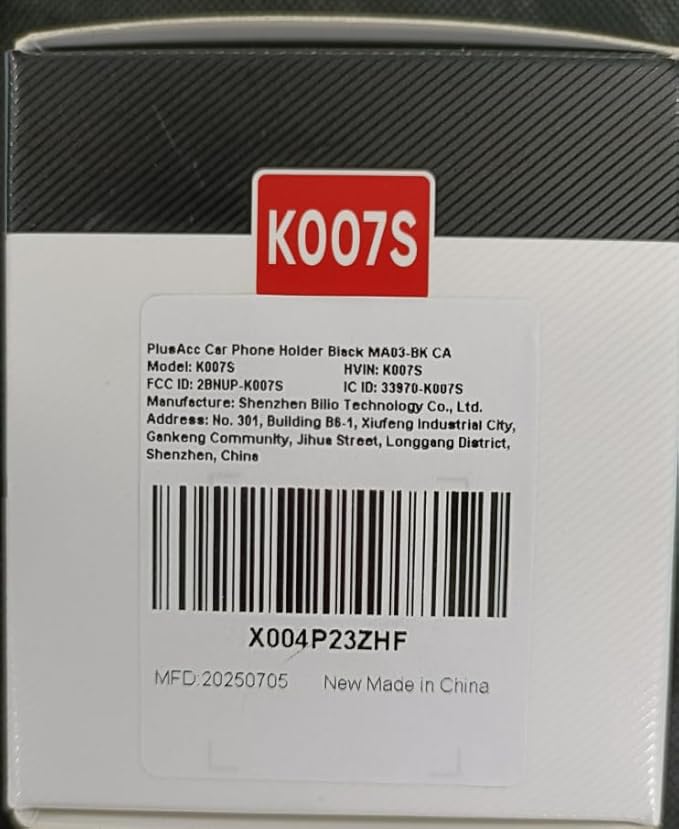 K007S
PlusAcc Car Phone Holder Black MA03-BK CA
Model: K007S HVIN: K007S
FCC ID: 2BNUP-K007S IC ID: 33970-K007S
Manufacture: Shenzhen Bilio Technology Co., Ltd.
Address: No. 301, Building B6-1, Xiufeng Industrial City,
Gankeng Community, Jihua Street, Longgang District,
Shenzhen, China
X004P23ZHF
MFD:20250705 New Made in China